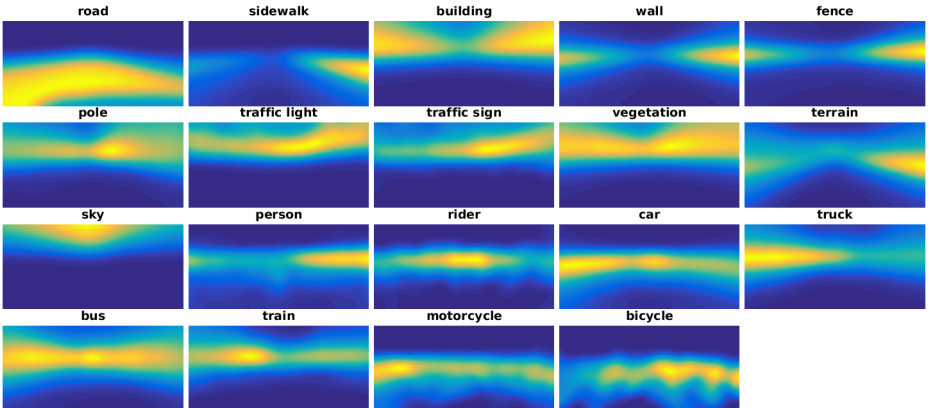 road sidewalk building wall fence
pole traffic light traffic sign vegetation terrain
sky person rider car truck
bus train motorcycle bicycle